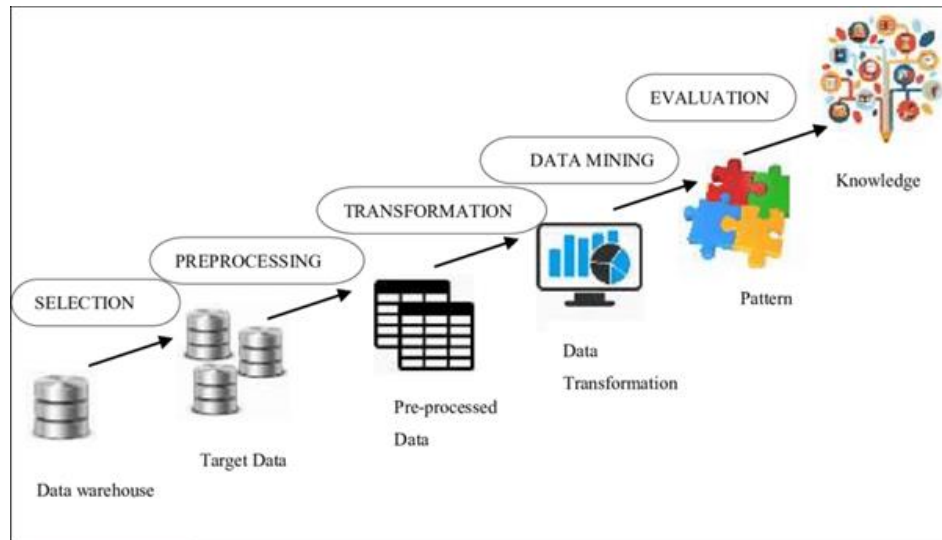 EVALUATION
Knowledge
DATA MINING
Pattern
TRANSFORMATION
Data
Transformation
PREPROCESSING
Pre-processed
Data
SELECTION
Target Data
Data warehouse